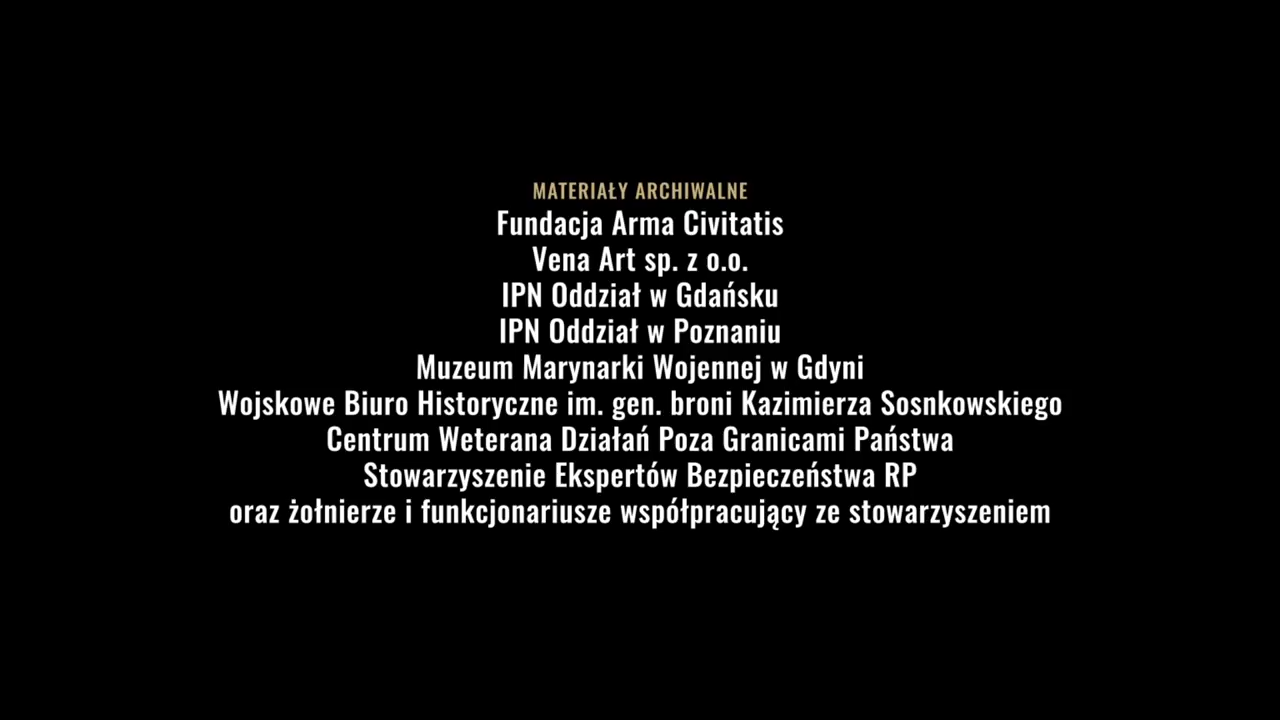 MATERIAŁY ARCHIWALNE
Fundacja Arma Civitatis
Vena Art sp. z o.o.
IPN Oddział w Gdańsku
IPN Oddział w Poznaniu
Muzeum Marynarki Wojennej w Gdyni
Wojskowe Biuro Historyczne im. gen. broni Kazimierza Sosnkowskiego
Centrum Weterana Działań Poza Granicami Państwa
Stowarzyszenie Ekspertów Bezpieczeństwa RP
oraz żołnierze i funkcjonariusze współpracujący ze stowarzyszeniem